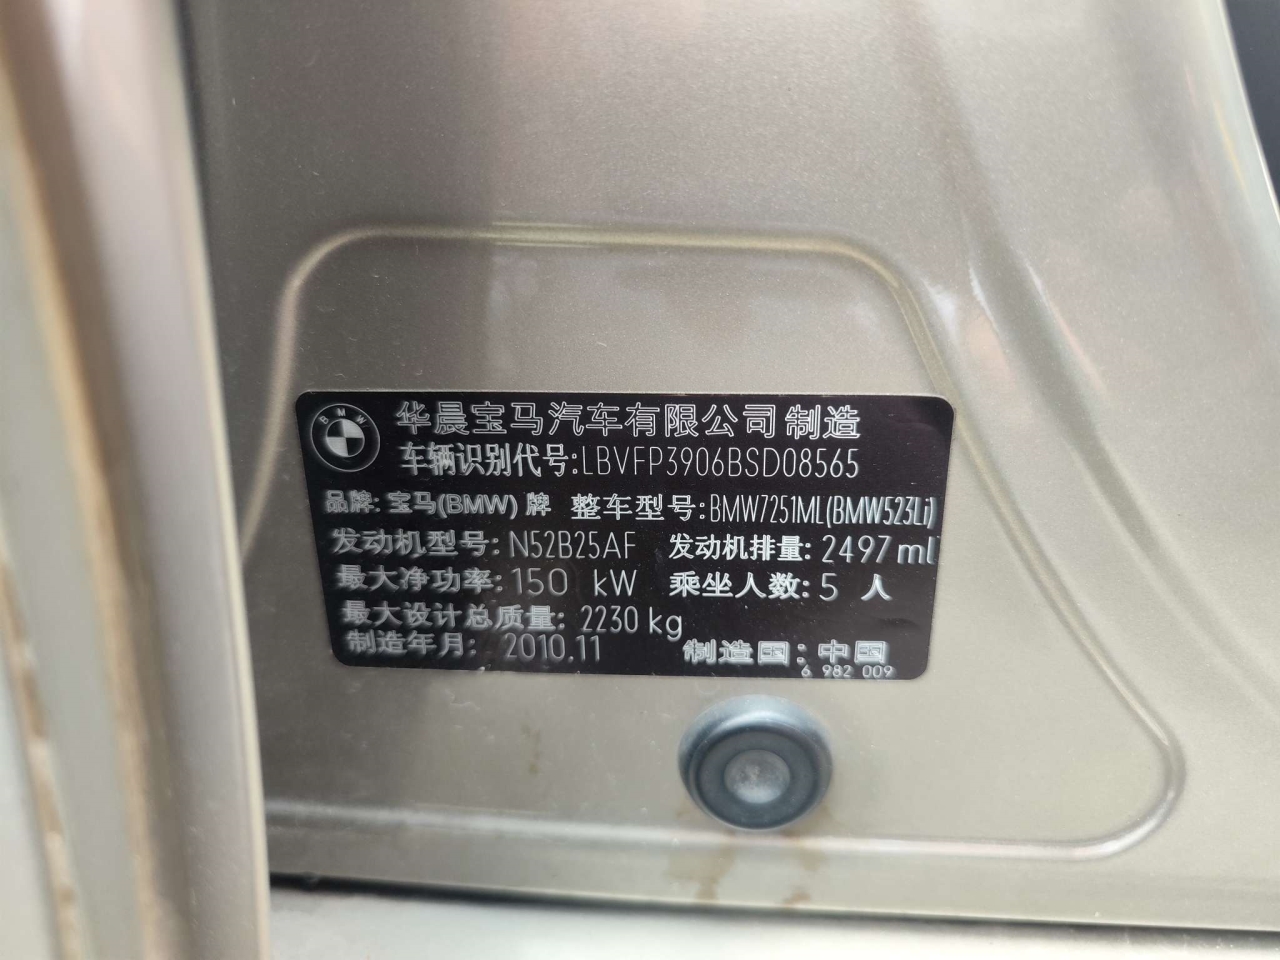 BMW
华晨宝马汽车有限公司制造
车辆识别代号:LBVFP3906BSD08565
品牌: 宝马(BMW) 牌 整车型号:BMW7251ML(BMW523Li)
发动机型号: N52B25AF 发动机排量: 2497 ml
最大净功率: 150 kW 乘坐人数: 5 人
最大设计总质量: 2230 kg
制造年月: 2010.11 制造国: 中国
6 982 009